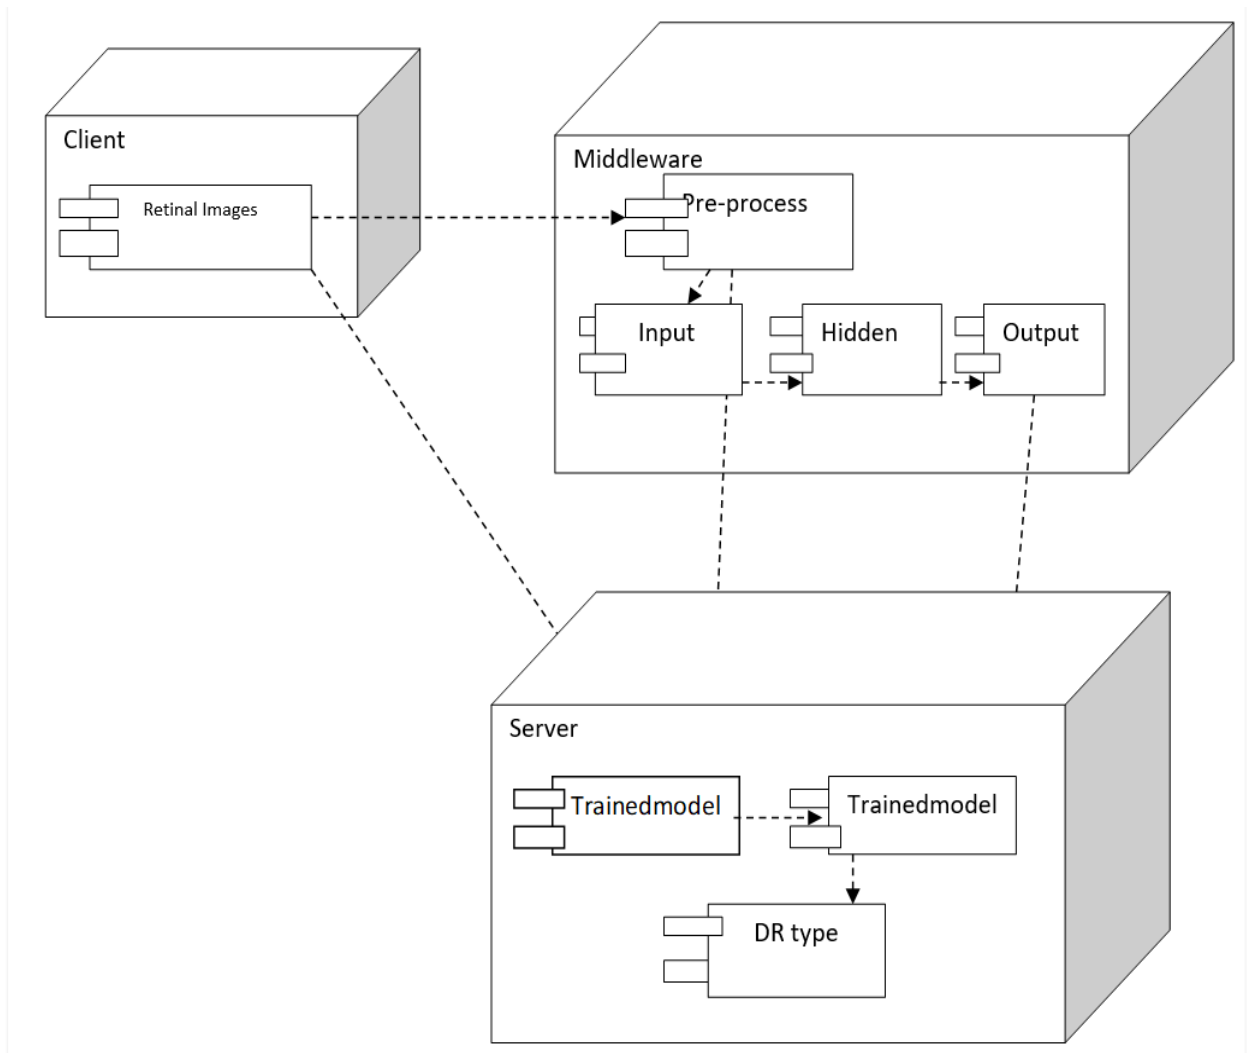 Client
Retinal Images
Middleware
Pre-process
Input
Hidden
Output
Server
Trainedmodel
Trainedmodel
DR type